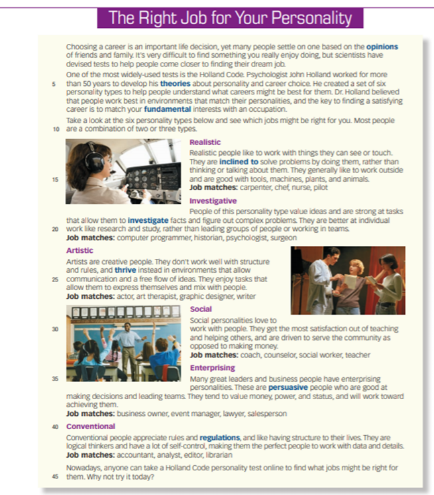 The Right Job for Your Personality
Choosing a career is an important life decision, yet many people settle on one based on the opinions
of friends and family. It's very difficult to find something you really enjoy doing, but scientists have
devised tests to help people come closer to finding their dream job.
One of the most widely-used tests is the Holland Code. Psychologist John Holland worked for more
5 than 50 years to develop his theories about personality and career choice. He created a set of six
personality types to help people understand what careers might be best for them. Dr. Holland believed
that people work best in environments that match their personalities, and the key to finding a satisfying
career is to match your fundamental interests with an occupation.
Take a look at the six personality types below and see which jobs might be right for you. Most people
10 are a combination of two or three types.
Realistic
Realistic people like to work with things they can see or touch.
They are inclined to solve problems by doing them, rather than
thinking or talking about them. They generally like to work outside
15 and are good with tools, machines, plants, and animals.
Job matches: carpenter, chef, nurse, pilot
Investigative
People of this personality type value ideas and are strong at tasks
that allow them to investigate facts and figure out complex problems. They are better at individual
20 work like research and study, rather than leading groups of people or working in teams.
Job matches: computer programmer, historian, psychologist, surgeon
Artistic
Artists are creative people. They don't work well with structure
and rules, and thrive instead in environments that allow
25 communication and a free flow of ideas. They enjoy tasks that
allow them to express themselves and mix with people.
Job matches: actor, art therapist, graphic designer, writer
Social
Social personalities love to
30 work with people. They get the most satisfaction out of teaching
and helping others, and are driven to serve the community as
opposed to making money.
Job matches: coach, counselor, social worker, teacher
Enterprising
35 Many great leaders and business people have enterprising
personalities. These are persuasive people who are good at
making decisions and leading teams. They tend to value money, power, and status, and will work toward
achieving them.
Job matches: business owner, event manager, lawyer, salesperson
40 Conventional
Conventional people appreciate rules and regulations, and like having structure to their lives. They are
logical thinkers and have a lot of self-control, making them the perfect people to work with data and details.
Job matches: accountant, analyst, editor, librarian
Nowadays, anyone can take a Holland Code personality test online to find what jobs might be right for
45 them. Why not try it today?